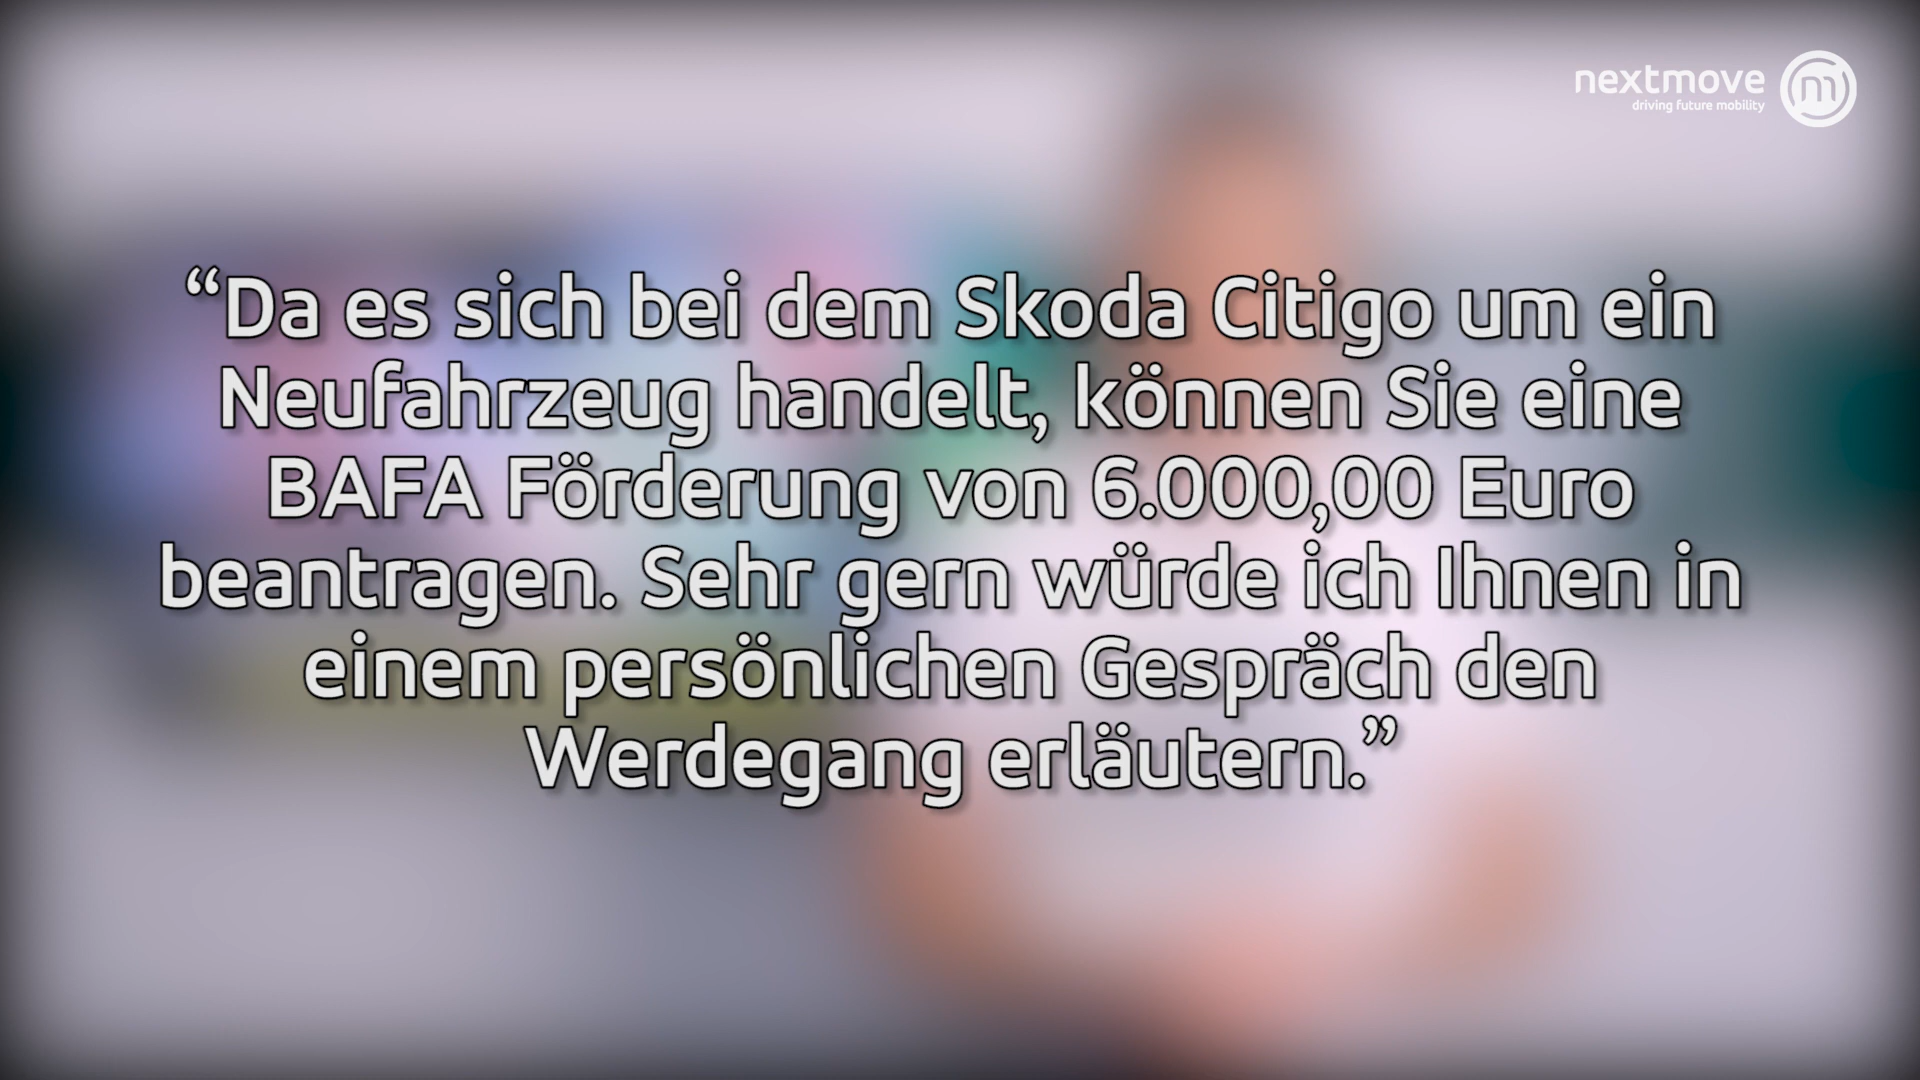 nextmove
driving future mobility
“Da es sich bei dem Skoda Citigo um ein
Neufahrzeug handelt, können Sie eine
BAFA Förderung von 6.000,00 Euro
beantragen. Sehr gern würde ich Ihnen in
einem persönlichen Gespräch den
Werdegang erläutern.”